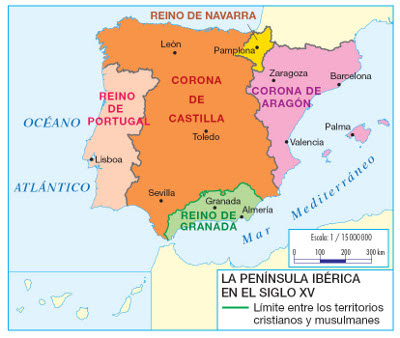 REINO DE NAVARRA
León
Pamplona
CORONA
DE
CASTILLA
Zaragoza
Barcelona
CORONA DE
ARAGÓN
REINO
DE
PORTUGAL
OCÉANO
ATLÁNTICO
Toledo
Palma
Valencia
Lisboa
Sevilla
Granada
Almería
REINO DE
GRANADA
Mar Mediterráneo
Escala: 1 / 15 000 000
0 100 200 300 km
LA PENÍNSULA IBÉRICA
EN EL SIGLO XV
Límite entre los territorios
cristianos y musulmanes